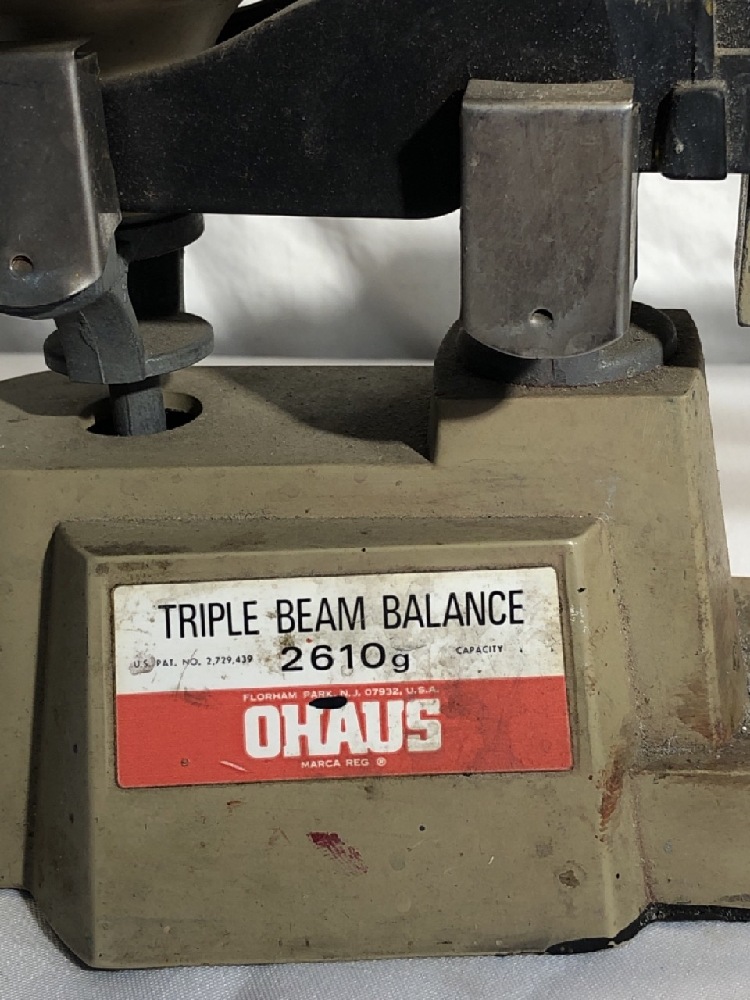 TRIPLE BEAM BALANCE
U.S. PAT. NO. 2,729,439 2610g CAPACITY
FLORHAM PARK, N.J. 07932, U.S.A.
OHAUS
MARCA REG ®